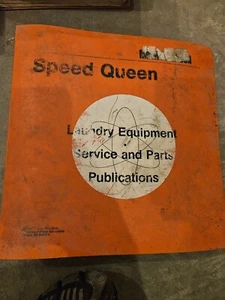 Speed Queen
Laundry Equipment
Service and Parts
Publications